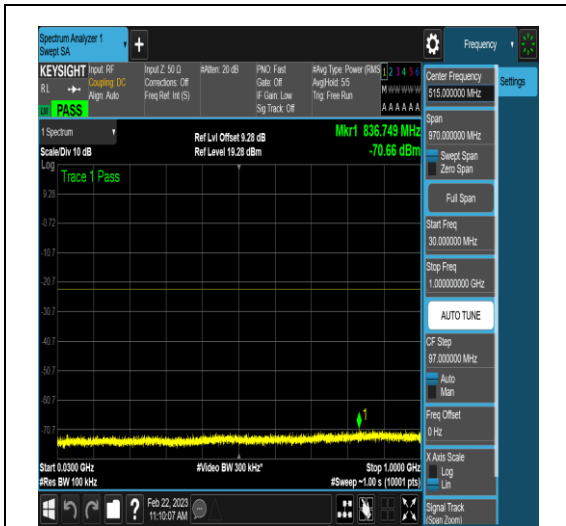 Spectrum Analyzer 1
Swept SA
+
Frequency
KEYSIGHT
RL
PASS
Input: RF
Coupling: DC
Align: Auto
Input Z: 50 Ω
Corrections: Off
Freq Ref: Int (S)
#Atten: 20 dB
PNO: Fast
Gate: Off
IF Gain: Low
Sig Track: Off
#Avg Type: Power (RMS
Avg|Hold: 5/5
Trig: Free Run
1 2 3 4 5 6
M W W W W W
A A A A A A
Center Frequency
515.000000 MHz
Settings
Span
970.000000 MHz
Swept Span
Zero Span
Full Span
Start Freq
30.000000 MHz
Stop Freq
1.000000000 GHz
AUTO TUNE
CF Step
97.000000 MHz
Auto
Man
Freq Offset
0 Hz
X Axis Scale
Log
Lin
Signal Track
(Span Zoom)
1 Spectrum
Scale/Div 10 dB
Ref Lvl Offset 9.28 dB
Ref Level 19.28 dBm
Mkr1 836.749 MHz
-70.66 dBm
Log
Trace 1 Pass
9.28
-0.72
-10.7
-20.7
-30.7
-40.7
-50.7
-60.7
-70.7
1
Start 0.0300 GHz
#Res BW 100 kHz
#Video BW 300 kHz*
Stop 1.0000 GHz
#Sweep ~1.00 s (10001 pts)
?
Feb 22, 2023
11:10:07 AM